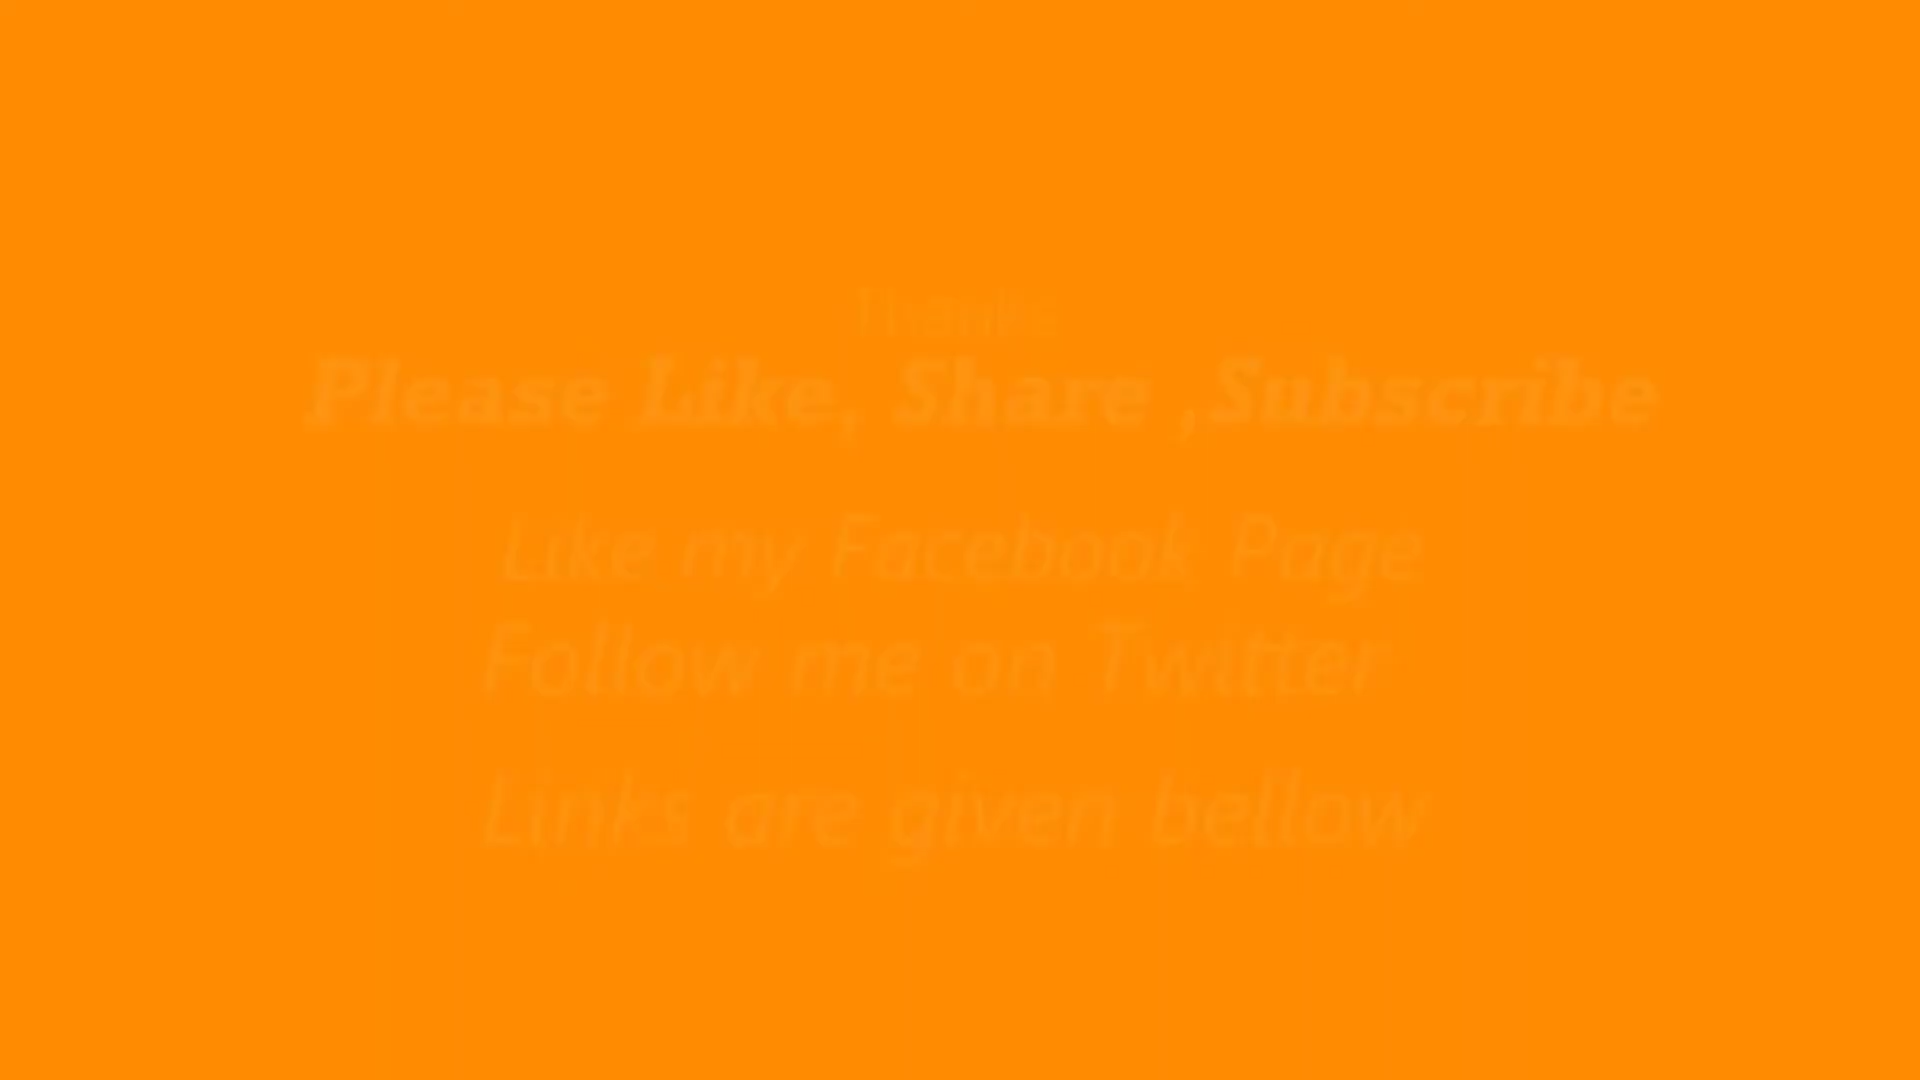 Thanks
Please Like, Share ,Subscribe
Like my Facebook Page
Follow me on Twitter
Links are given bellow